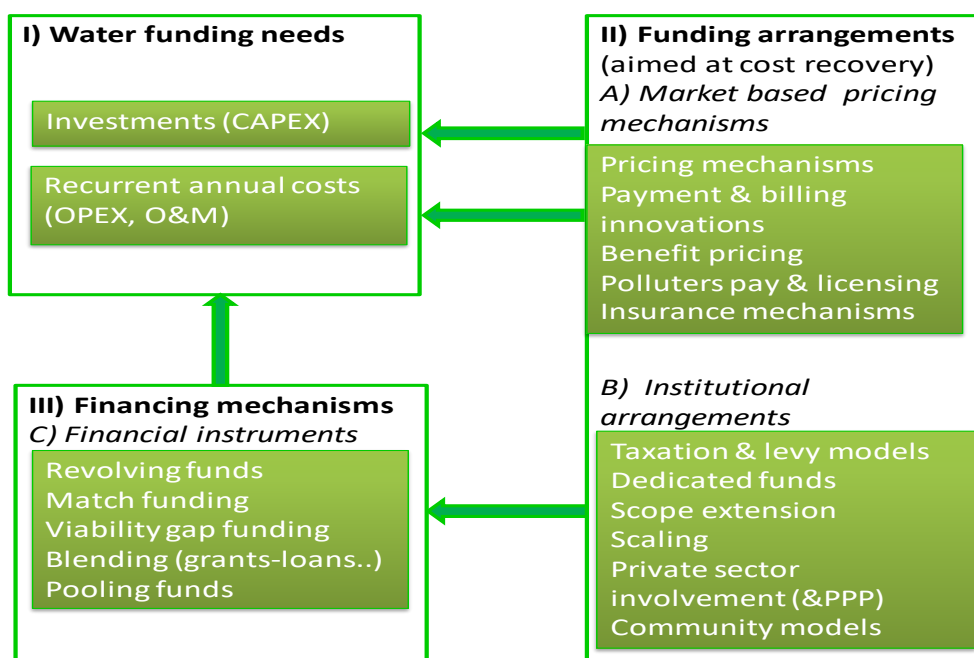 I) Water funding needs
Investments (CAPEX)
Recurrent annual costs
(OPEX, O&M)
II) Funding arrangements
(aimed at cost recovery)
A) Market based pricing
mechanisms
Pricing mechanisms
Payment & billing
innovations
Benefit pricing
Polluters pay & licensing
Insurance mechanisms
B) Institutional
arrangements
Taxation & levy models
Dedicated funds
Scope extension
Scaling
Private sector
involvement (&PPP)
Community models
III) Financing mechanisms
C) Financial instruments
Revolving funds
Match funding
Viability gap funding
Blending (grants-loans..)
Pooling funds